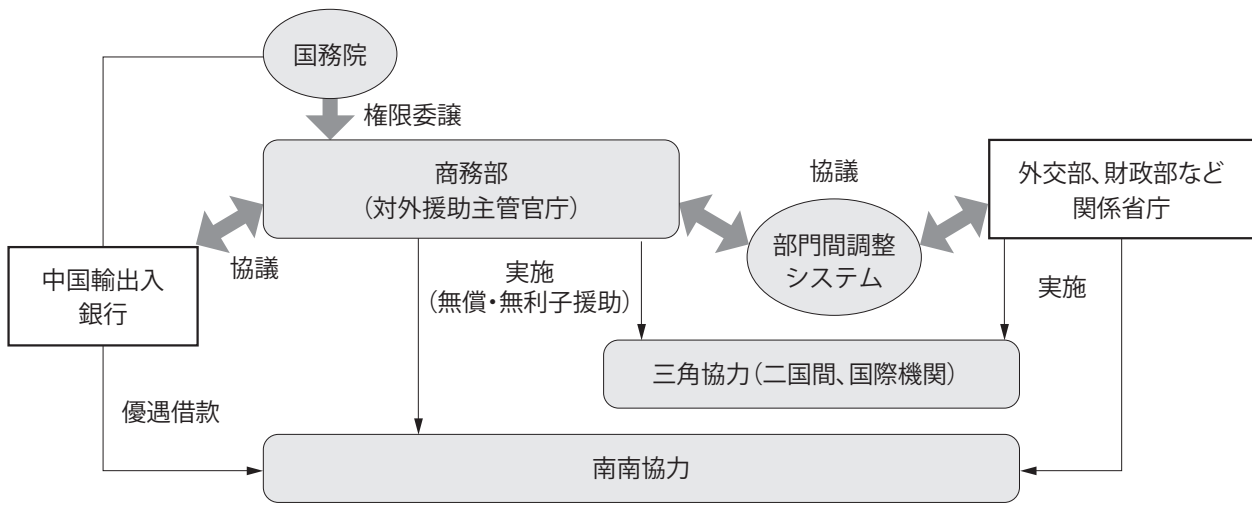 国務院
権限委譲
商務部
（対外援助主管官庁）
協議
外交部、財政部など
関係省庁
部門間調整
システム
協議
中国輸出入
銀行
実施
（無償・無利子援助）
実施
三角協力（二国間、国際機関）
優遇借款
南南協力